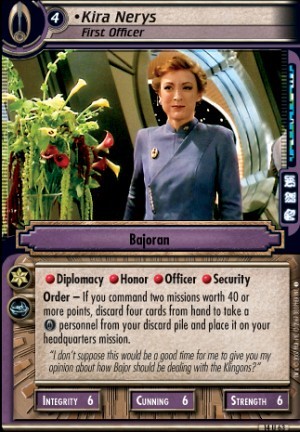 4 •Kira Nerys
First Officer
Bajoran
Diplomacy Honor Officer Security
Order – If you command two missions worth 40
or more points, discard four cards from hand to take
a personnel from your discard pile and place it on your
headquarters mission.
“I don't suppose this would be a good time for me to give you my
opinion about how Bajor should be dealing with the Klingons?”
INTEGRITY 6 CUNNING 6 STRENGTH 6